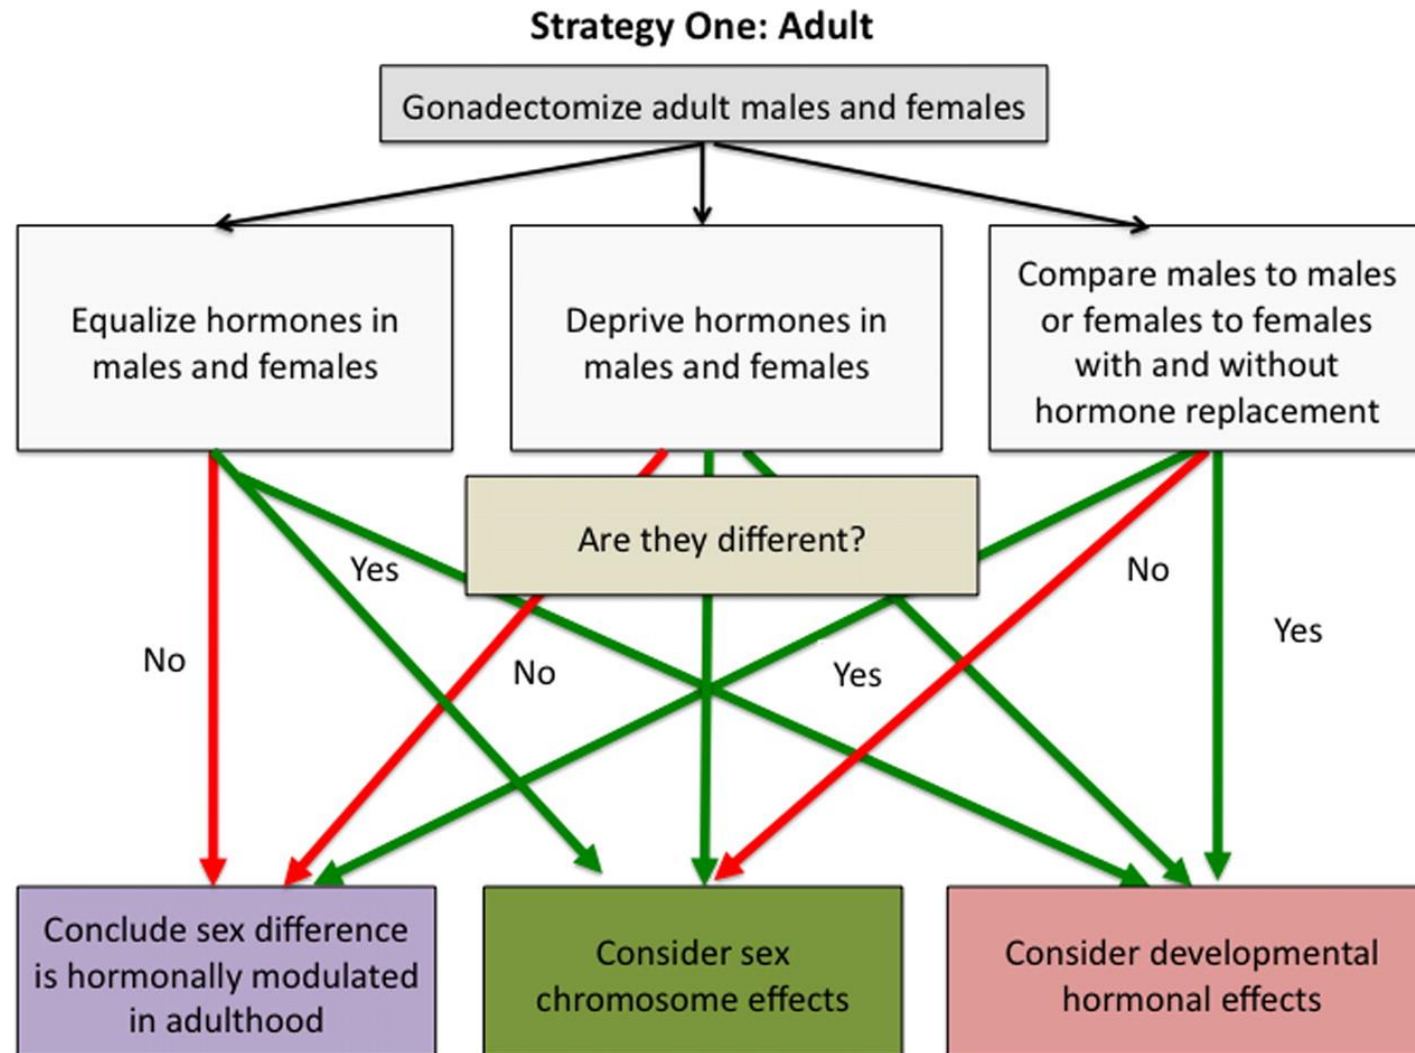 Strategy One: Adult
Gonadectomize adult males and females
Equalize hormones in
males and females
Deprive hormones in
males and females
Compare males to males
or females to females
with and without
hormone replacement
Are they different?
Yes
No
No
Yes
No
Yes
Conclude sex difference
is hormonally modulated
in adulthood
Consider sex
chromosome effects
Consider developmental
hormonal effects